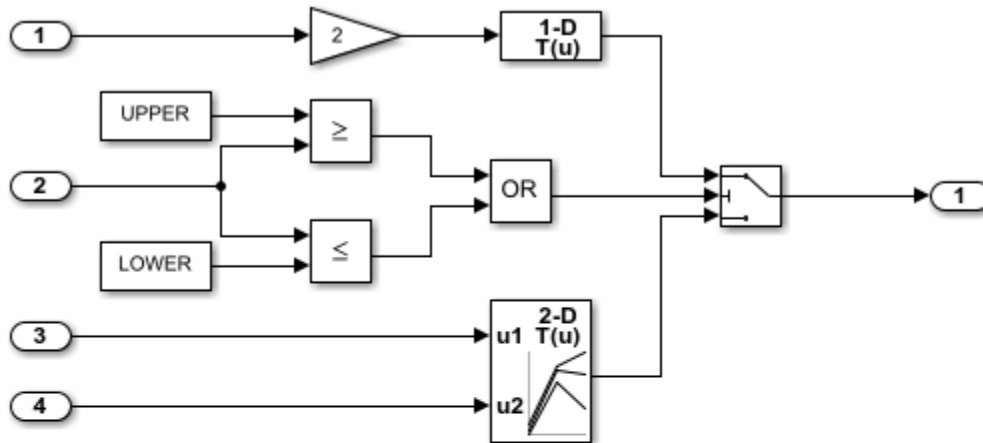 1
2
1-D
T(u)
UPPER
≥
2
OR
1
LOWER
≤
3
u1
2-D
T(u)
4
u2